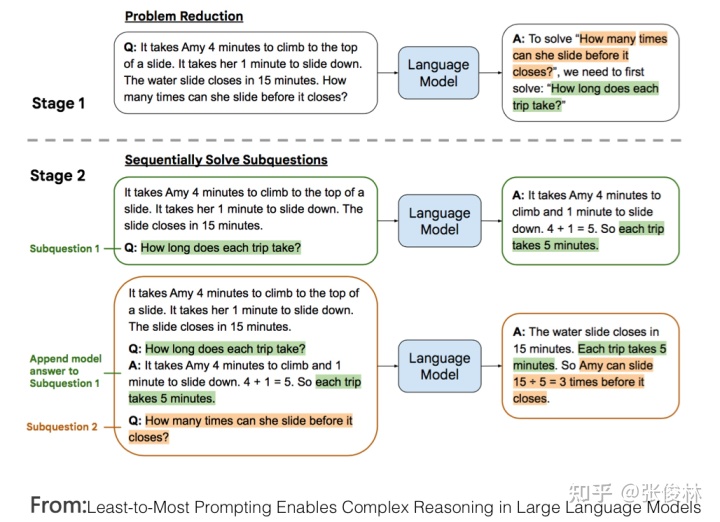 Problem Reduction
Q: It takes Amy 4 minutes to climb to the top
of a slide. It takes her 1 minute to slide down.
The water slide closes in 15 minutes. How
many times can she slide before it closes?
Language
Model
A: To solve “How many times
can she slide before it
closes?”, we need to first
solve: “How long does each
trip take?”
Stage 1
Stage 2
Sequentially Solve Subquestions
It takes Amy 4 minutes to climb to the top of a
slide. It takes her 1 minute to slide down. The
slide closes in 15 minutes.
Subquestion 1
Q: How long does each trip take?
Language
Model
A: It takes Amy 4 minutes to
climb and 1 minute to slide
down. 4 + 1 = 5. So each trip
takes 5 minutes.
It takes Amy 4 minutes to climb to the top of
a slide. It takes her 1 minute to slide down.
The slide closes in 15 minutes.
Q: How long does each trip take?
A: It takes Amy 4 minutes to climb and 1
minute to slide down. 4 + 1 = 5. So each trip
takes 5 minutes.
Append model
answer to
Subquestion 1
Subquestion 2
Q: How many times can she slide before it
closes?
Language
Model
A: The water slide closes in
15 minutes. Each trip takes 5
minutes. So Amy can slide
15 ÷ 5 = 3 times before it
closes.
知乎 @张俊林
From:Least-to-Most Prompting Enables Complex Reasoning in Large Language Models